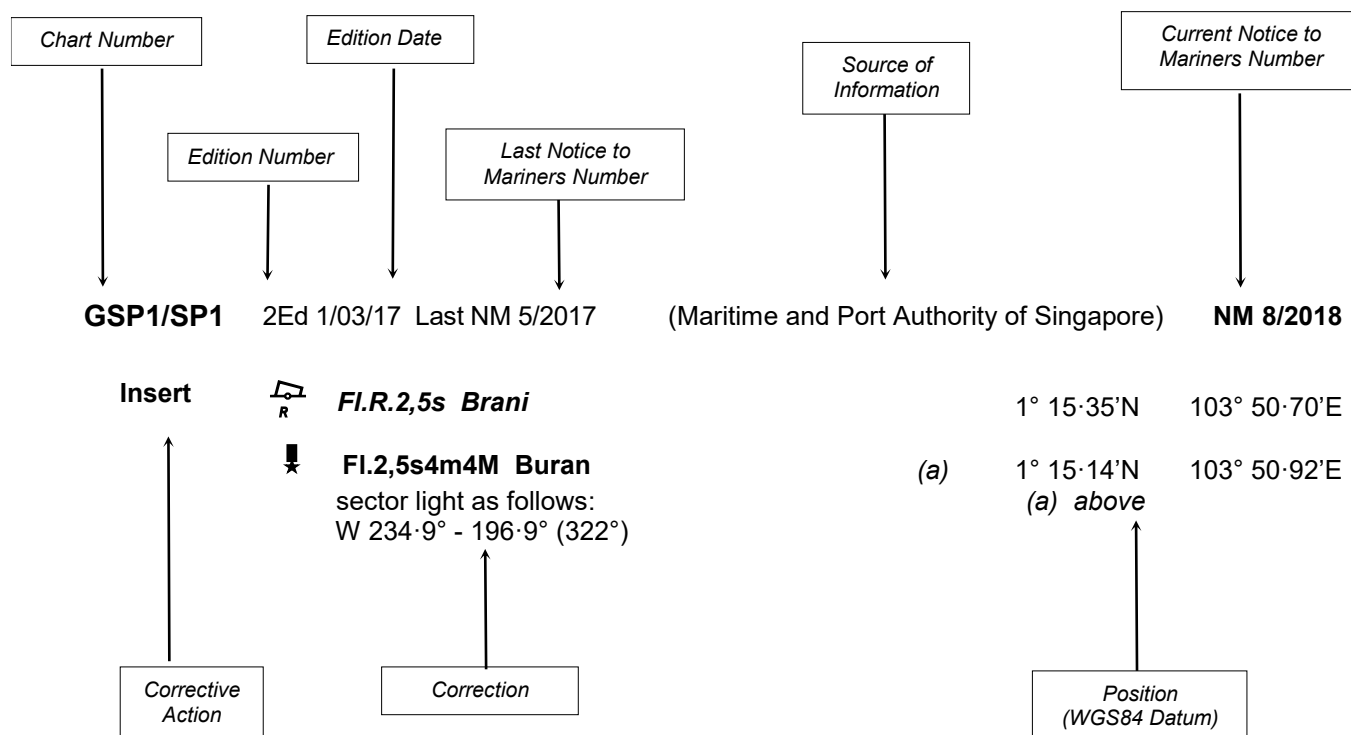 Chart Number
Edition Date
Current Notice to
Mariners Number
Source of
Information
Edition Number
Last Notice to
Mariners Number
GSP1/SP1 2Ed 1/03/17 Last NM 5/2017 (Maritime and Port Authority of Singapore) NM 8/2018
Insert R Fl.R.2,5s Brani 1° 15·35’N 103° 50·70’E
Fl.2,5s4m4M Buran (a) 1° 15·14’N 103° 50·92’E
sector light as follows: (a) above
W 234·9° - 196·9° (322°)
Corrective
Action
Correction
Position
(WGS84 Datum)